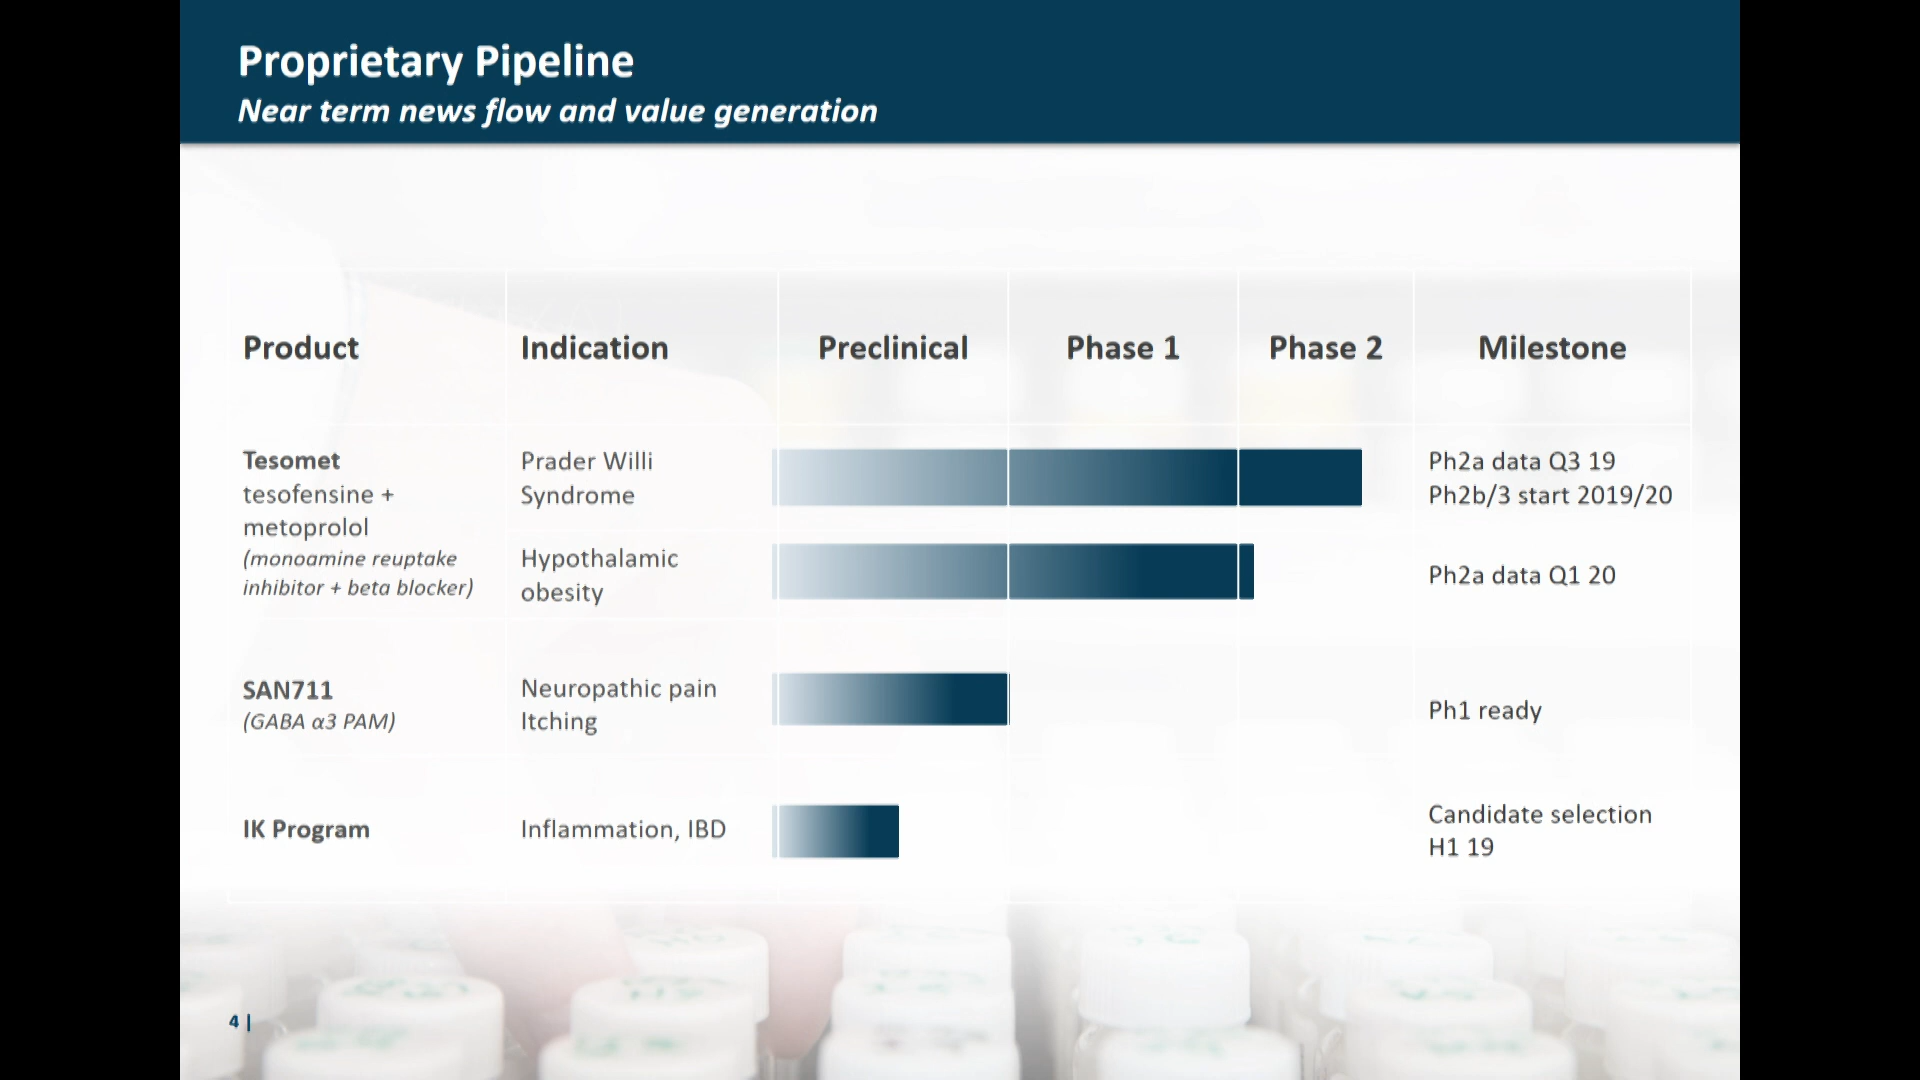 Proprietary Pipeline
Near term news flow and value generation
Product
Indication
Preclinical
Phase 1
Phase 2
Milestone
Tesomet
tesofensine +
metoprolol
(monoamine reuptake
inhibitor + beta blocker)
Prader Willi
Syndrome
Ph2a data Q3 19
Ph2b/3 start 2019/20
Hypothalamic
obesity
Ph2a data Q1 20
SAN711
(GABA α3 PAM)
Neuropathic pain
Itching
Ph1 ready
IK Program
Inflammation, IBD
Candidate selection
H1 19
4 |